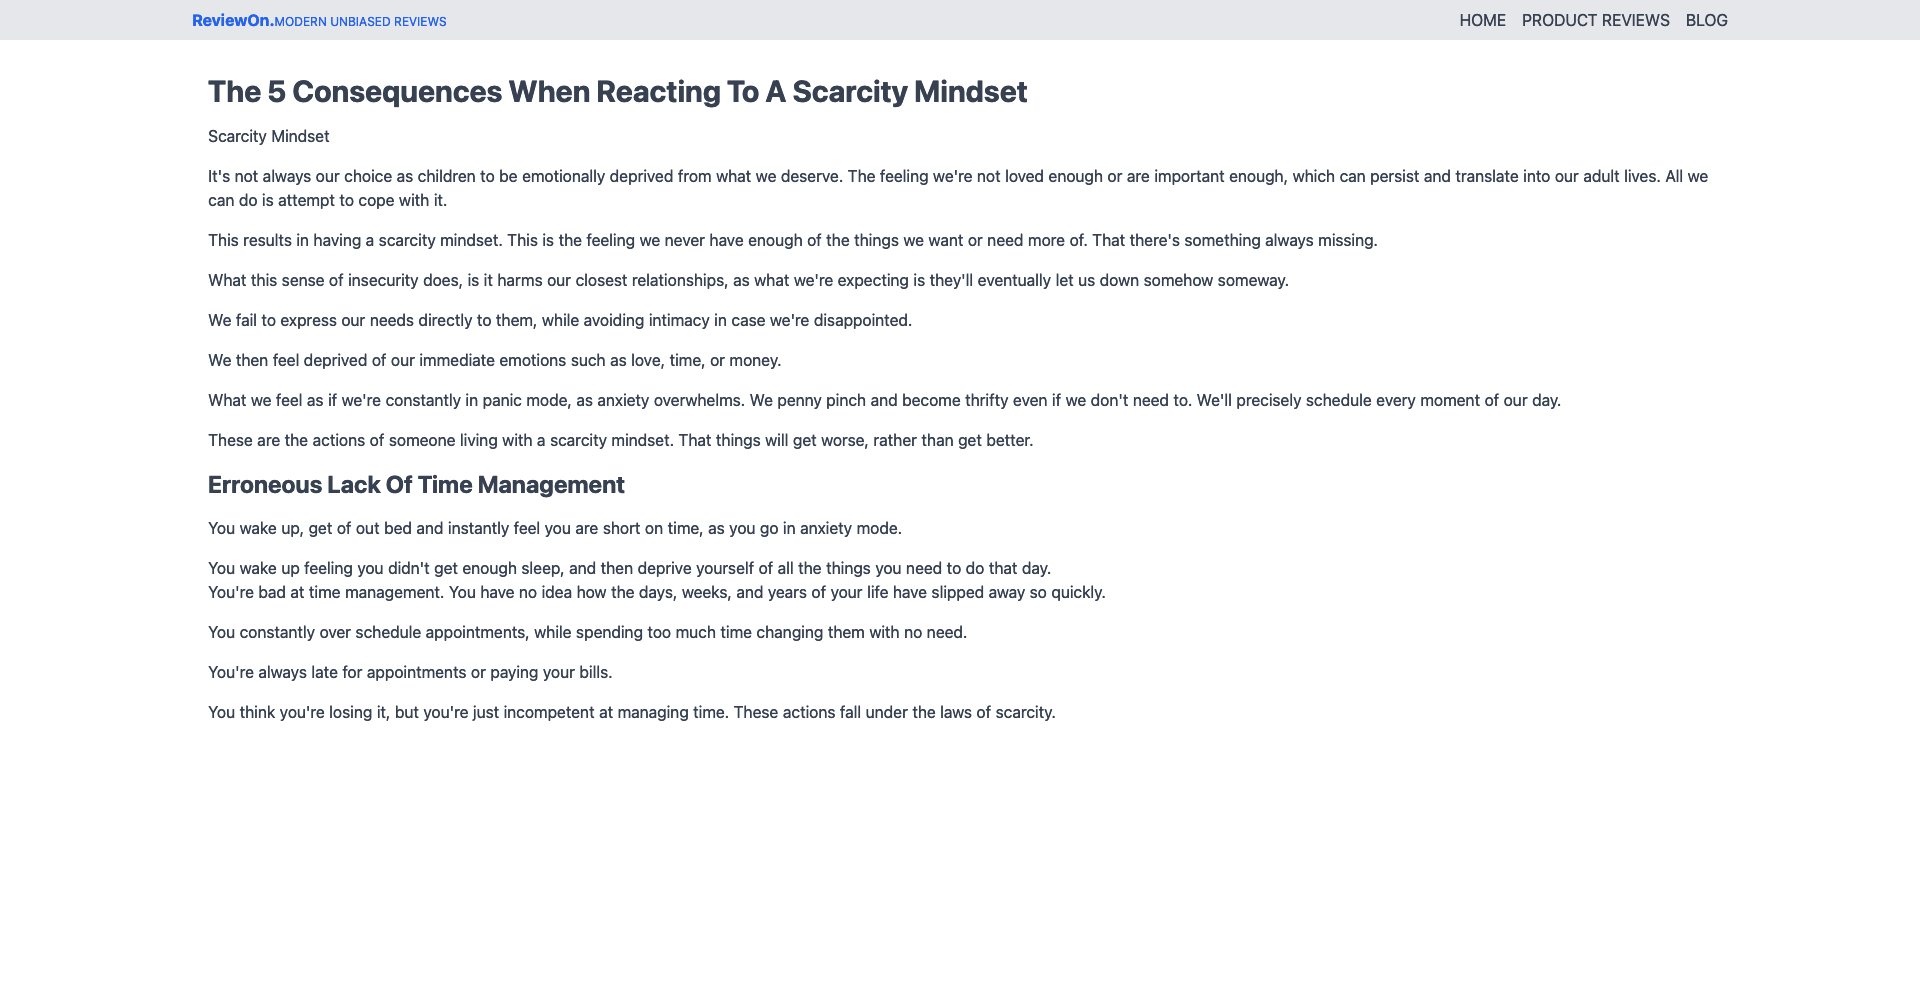 ReviewOn.MODERN UNBIASED REVIEWS
HOME PRODUCT REVIEWS BLOG
The 5 Consequences When Reacting To A Scarcity Mindset
Scarcity Mindset
It's not always our choice as children to be emotionally deprived from what we deserve. The feeling we're not loved enough or are important enough, which can persist and translate into our adult lives. All we
can do is attempt to cope with it.
This results in having a scarcity mindset. This is the feeling we never have enough of the things we want or need more of. That there's something always missing.
What this sense of insecurity does, is it harms our closest relationships, as what we're expecting is they'll eventually let us down somehow someway.
We fail to express our needs directly to them, while avoiding intimacy in case we're disappointed.
We then feel deprived of our immediate emotions such as love, time, or money.
What we feel as if we're constantly in panic mode, as anxiety overwhelms. We penny pinch and become thrifty even if we don't need to. We'll precisely schedule every moment of our day.
These are the actions of someone living with a scarcity mindset. That things will get worse, rather than get better.
Erroneous Lack Of Time Management
You wake up, get of out bed and instantly feel you are short on time, as you go in anxiety mode.
You wake up feeling you didn't get enough sleep, and then deprive yourself of all the things you need to do that day.
You're bad at time management. You have no idea how the days, weeks, and years of your life have slipped away so quickly.
You constantly over schedule appointments, while spending too much time changing them with no need.
You're always late for appointments or paying your bills.
You think you're losing it, but you're just incompetent at managing time. These actions fall under the laws of scarcity.